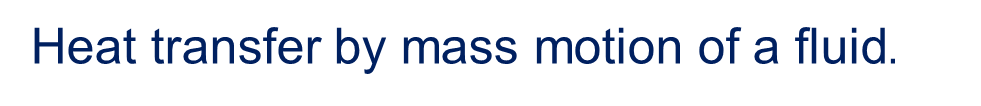 Heat transfer by mass motion of a fluid.